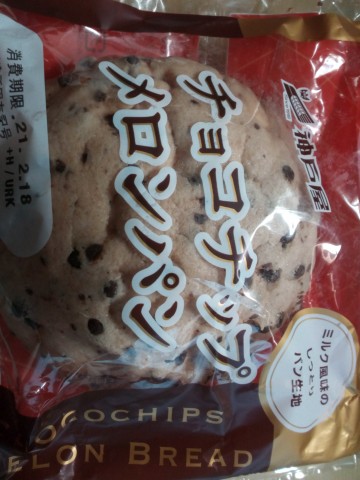 神戸屋
チョコチップ
メロンパン
消費期限 21. 2.18
+H / URK
ミルク風味の
しっとり
パン生地
OCOCHIPS
ELON BREAD